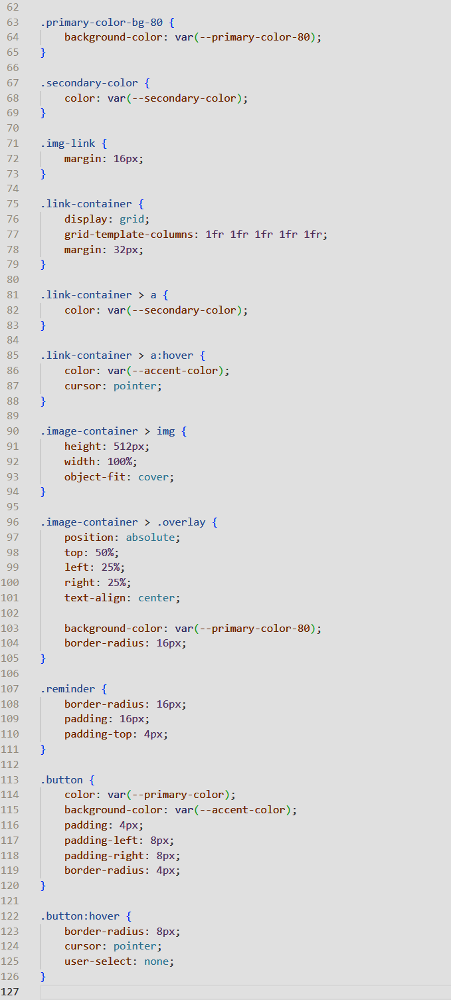 62
63 .primary-color-bg-80 {
64     background-color: var(--primary-color-80);
65 }
66
67 .secondary-color {
68     color: var(--secondary-color);
69 }
70
71 .img-link {
72     margin: 16px;
73 }
74
75 .link-container {
76     display: grid;
77     grid-template-columns: 1fr 1fr 1fr 1fr 1fr;
78     margin: 32px;
79 }
80
81 .link-container > a {
82     color: var(--secondary-color);
83 }
84
85 .link-container > a:hover {
86     color: var(--accent-color);
87     cursor: pointer;
88 }
89
90 .image-container > img {
91     height: 512px;
92     width: 100%;
93     object-fit: cover;
94 }
95
96 .image-container > .overlay {
97     position: absolute;
98     top: 50%;
99     left: 25%;
100     right: 25%;
101     text-align: center;
102
103     background-color: var(--primary-color-80);
104     border-radius: 16px;
105 }
106
107 .reminder {
108     border-radius: 16px;
109     padding: 16px;
110     padding-top: 4px;
111 }
112
113 .button {
114     color: var(--primary-color);
115     background-color: var(--accent-color);
116     padding: 4px;
117     padding-left: 8px;
118     padding-right: 8px;
119     border-radius: 4px;
120 }
121
122 .button:hover {
123     border-radius: 8px;
124     cursor: pointer;
125     user-select: none;
126 }
127